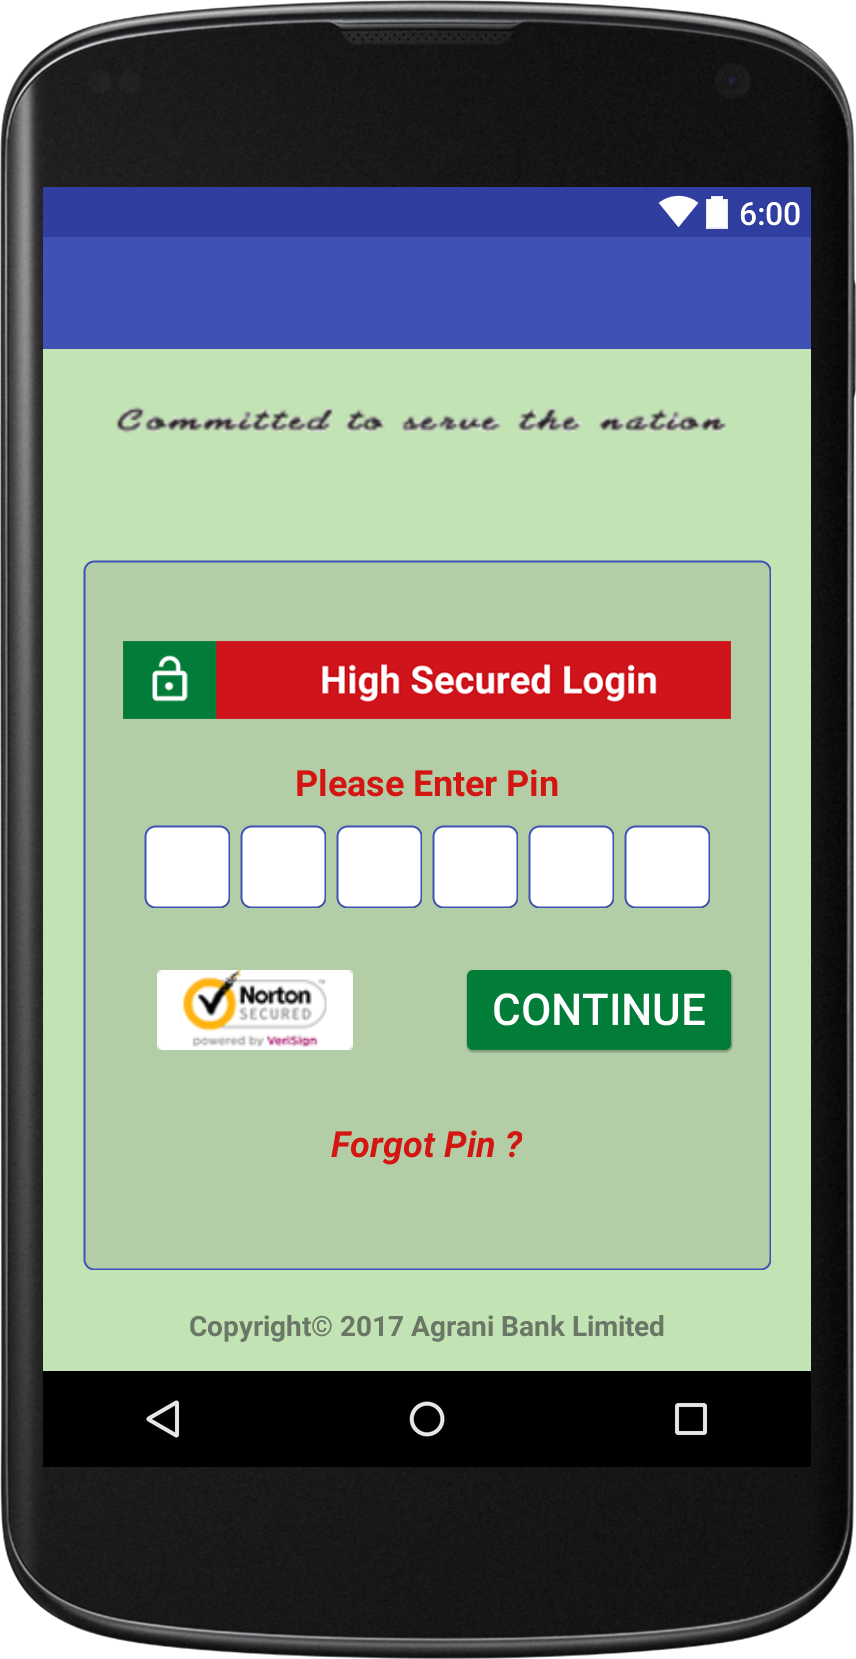 6:00
Committed to serve the nation
High Secured Login
Please Enter Pin
Norton
SECURED
powered by VeriSign
CONTINUE
Forgot Pin ?
Copyright© 2017 Agrani Bank Limited